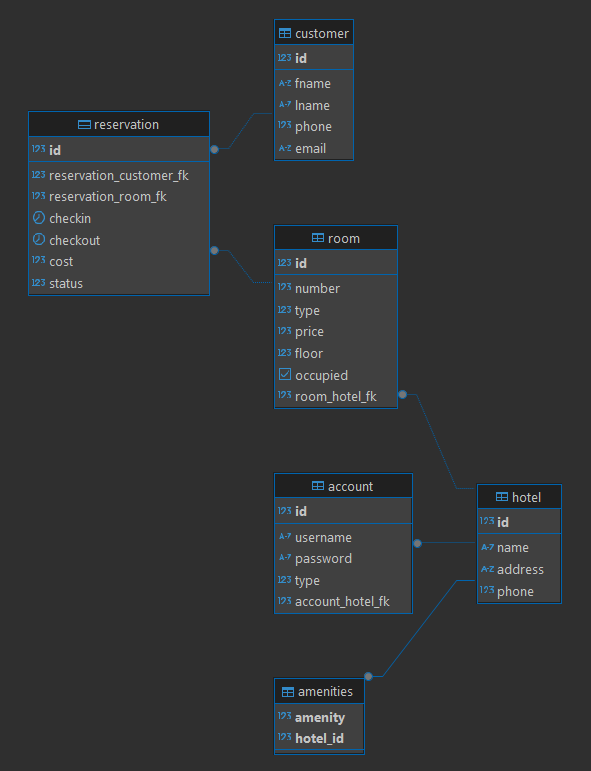 customer
123 id
A-Z fname
A-Z lname
123 phone
A-Z email
reservation
123 id
123 reservation_customer_fk
123 reservation_room_fk
checkin
checkout
123 cost
123 status
room
123 id
123 number
123 type
123 price
123 floor
occupied
123 room_hotel_fk
account
123 id
A-Z username
A-Z password
123 type
123 account_hotel_fk
hotel
123 id
A-Z name
A-Z address
123 phone
amenities
123 amenity
123 hotel_id